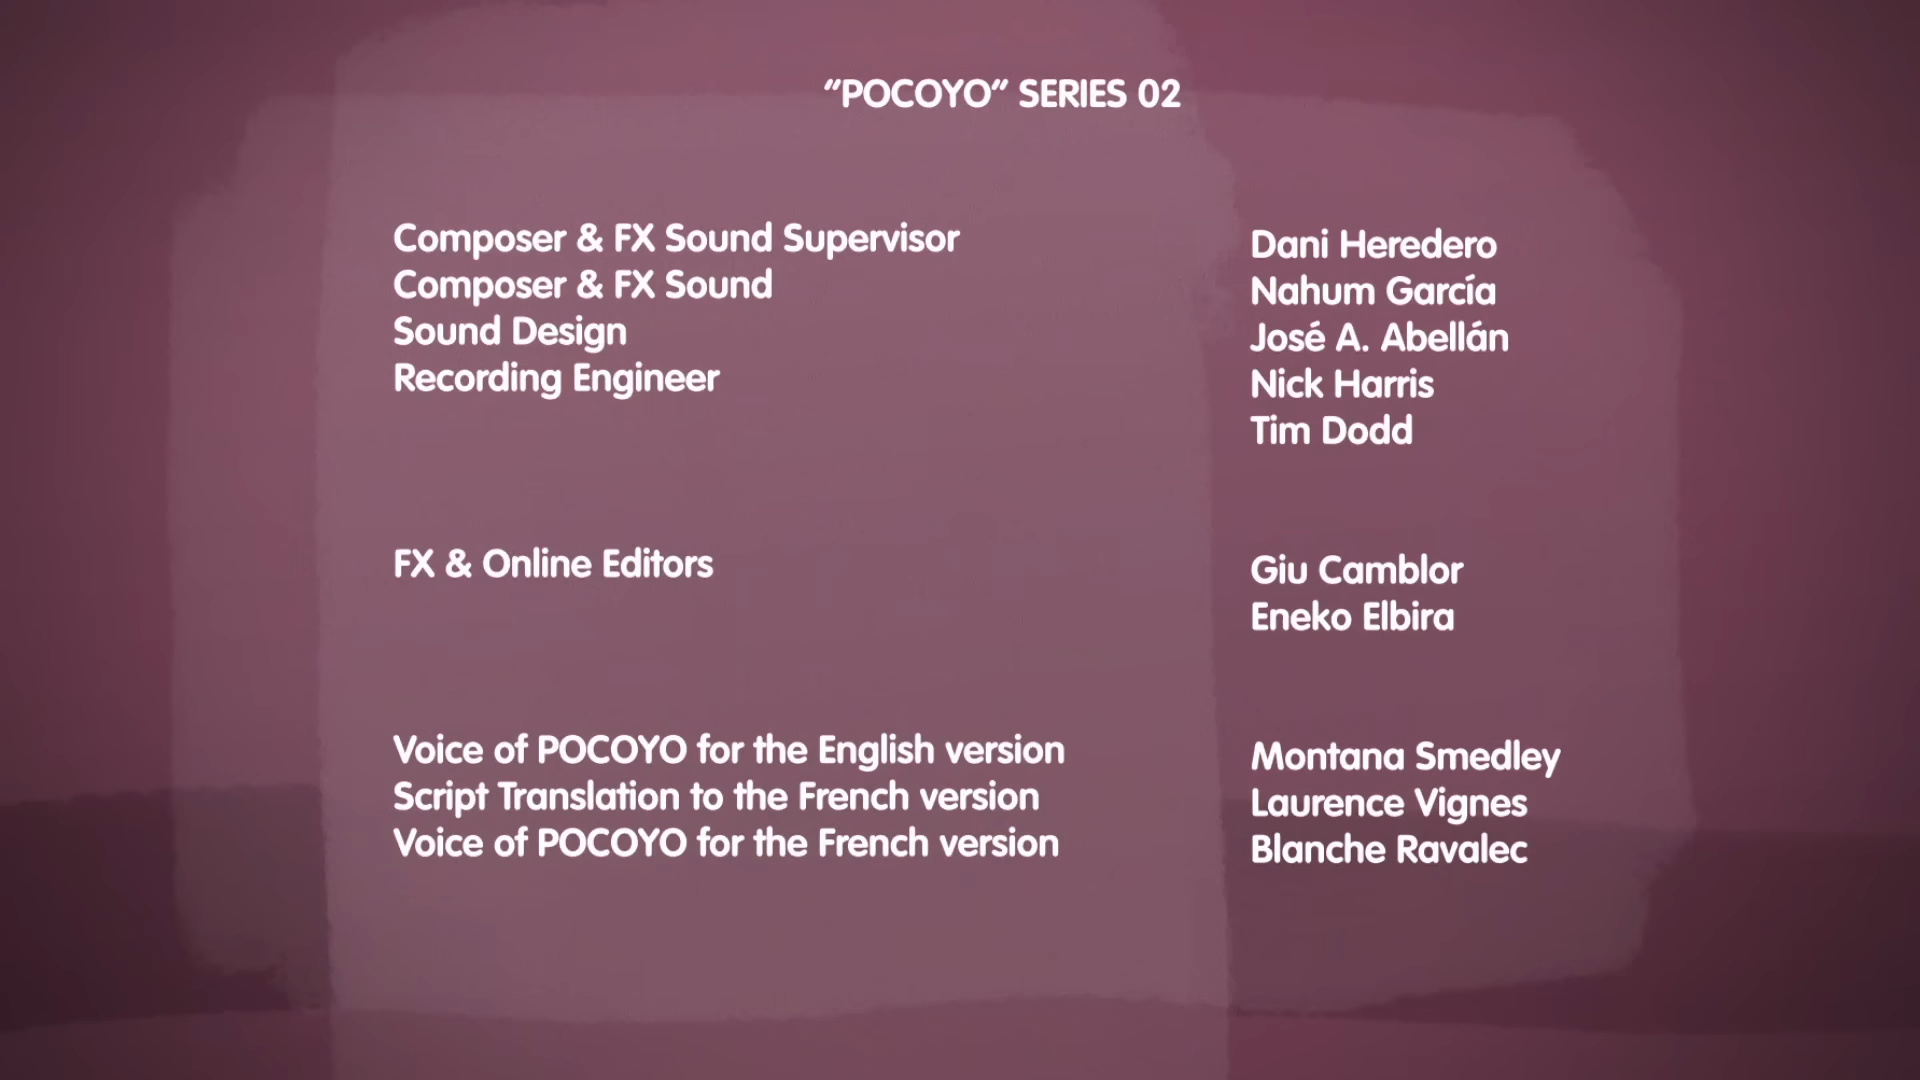 “POCOYO” SERIES 02
Composer & FX Sound Supervisor Dani Heredero
Composer & FX Sound Nahum García
Sound Design José A. Abellán
Recording Engineer Nick Harris
Tim Dodd
FX & Online Editors Giu Camblor
Eneko Elbira
Voice of POCOYO for the English version Montana Smedley
Script Translation to the French version Laurence Vignes
Voice of POCOYO for the French version Blanche Ravalec